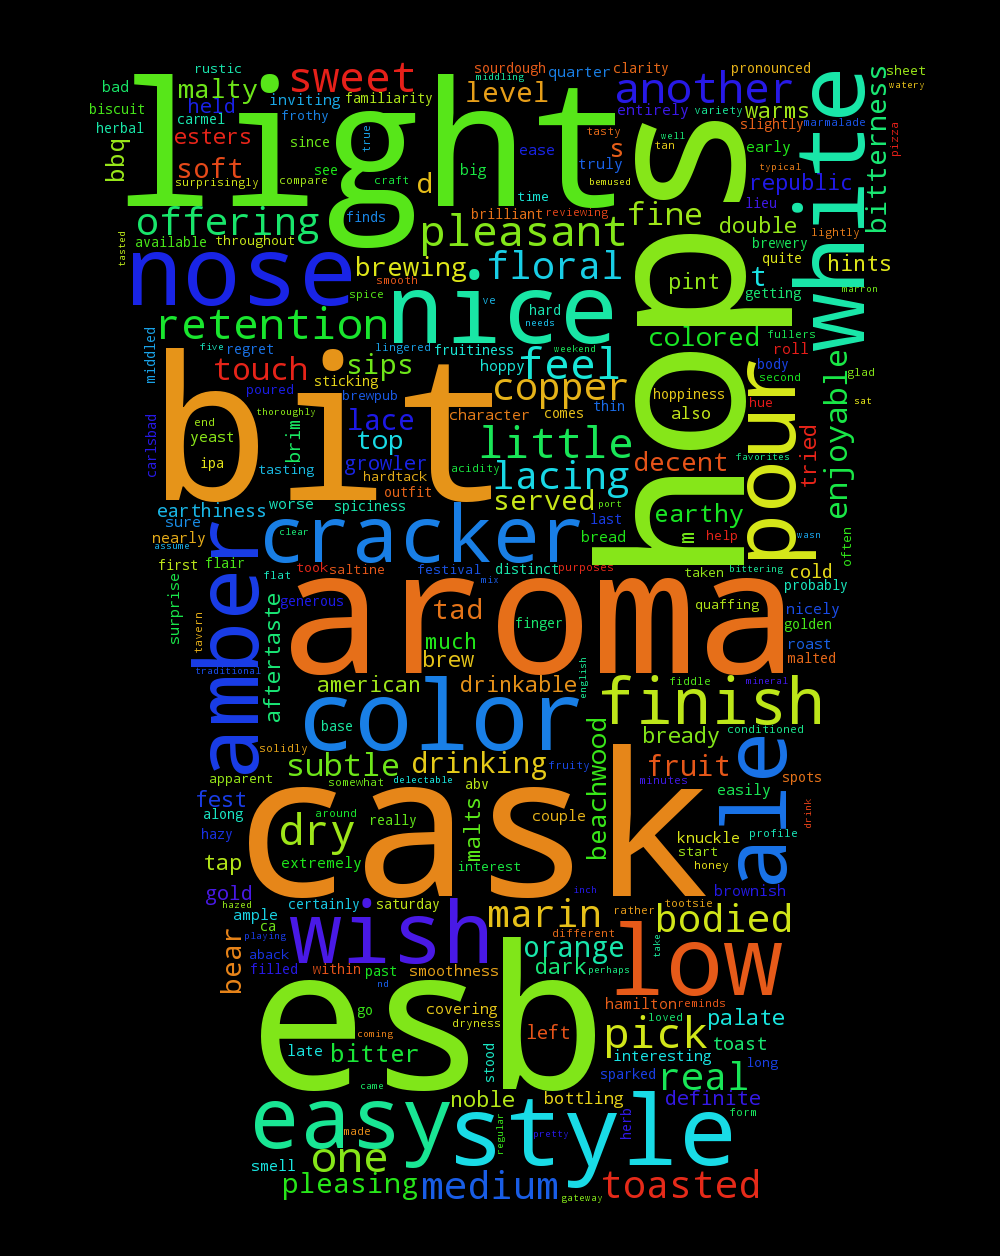 rustic
sweet
sourdough
quarter
clarity
pronounced
sheet
bad
malty
inviting
familiarity
middling
level
another
watery
biscuit
held
frothy
light
entirely
variety
warms
white
bitterness
herbal
carmel
esters
since
true
tasty
s
well
tan
slightly
marmalade
pizza
bbq
soft
see
big
ease
truly
early
surprisingly
compare
craft
d
time
bemused
hops
typical
republic
offering
finds
brilliant
reviewing
fine
lieu
double
lightly
tasted
available
throughout
pleasant
brewery
nose
brewing
floral
pint
t
quite
hints
smooth
spice
nice
ve
hard
needs
getting
marron
retention
colored
fullers
middled
five
regret
lingered
fruitiness
weekend
roll
touch
sips
hoppy
feel
body
enjoyable
glad
bit
sticking
second
poured
brewpub
copper
thin
hoppiness
hue
sat
carlsbad
thoroughly
lace
character
comes
also
pour
end
brim
yeast
top
little
tried
ipa
growler
acidity
decent
favorites
tasting
hardtack
lacing
outfit
worse
spiciness
served
port
earthiness
earthy
sure
last
m
nearly
clear
cracker
bread
help
wasn
often
assume
amber
first
flair
took
saltine
festival
distinct
purposes
taken
bittering
cold
flat
mix
probably
surprise
generous
aroma
tad
finger
quaffing
nicely
golden
tavern
aftertaste
much
roast
brew
malted
traditional
american
drinkable
english
fiddle
mineral
color
finish
base
bready
conditioned
solidly
subtle
drinking
fruity
beachwood
fruit
ale
apparent
somewhat
delectable
abv
minutes
spots
fest
easily
along
around
malts
couple
drink
dry
really
cask
hazy
knuckle
profile
start
tap
extremely
interest
honey
gold
inch
brownish
hazed
certainly
saturday
tootsie
ample
wish
marin
rather
bodied
ca
playing
different
low
bear
aback
orange
take
filled
within
past
smoothness
dark
perhaps
nd
esb
hamilton
reminds
go
covering
loved
palate
dryness
coming
left
pick
late
bitter
stood
toast
interesting
long
came
sparked
real
noble
bottling
definite
easy
style
herb
form
made
regular
pretty
one
smell
pleasing
medium
gateway
toasted